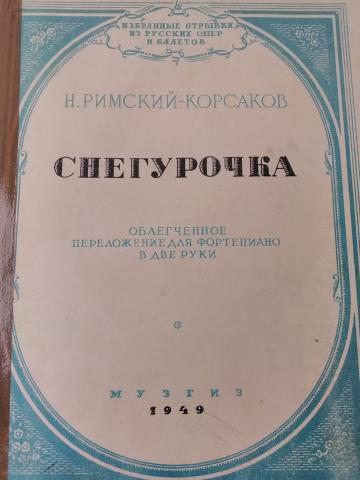 ИЗБРАННЫЕ ОТРЫВКИ
ИЗ РУССКИХ ОПЕР
И БАЛЕТОВ
Н. РИМСКИЙ-КОРСАКОВ
СНЕГУРОЧКА
ОБЛЕГЧЕННОЕ
ПЕРЕЛОЖЕНИЕ ДЛЯ ФОРТЕПИАНО
В ДВЕ РУКИ
МУЗГИЗ
1949